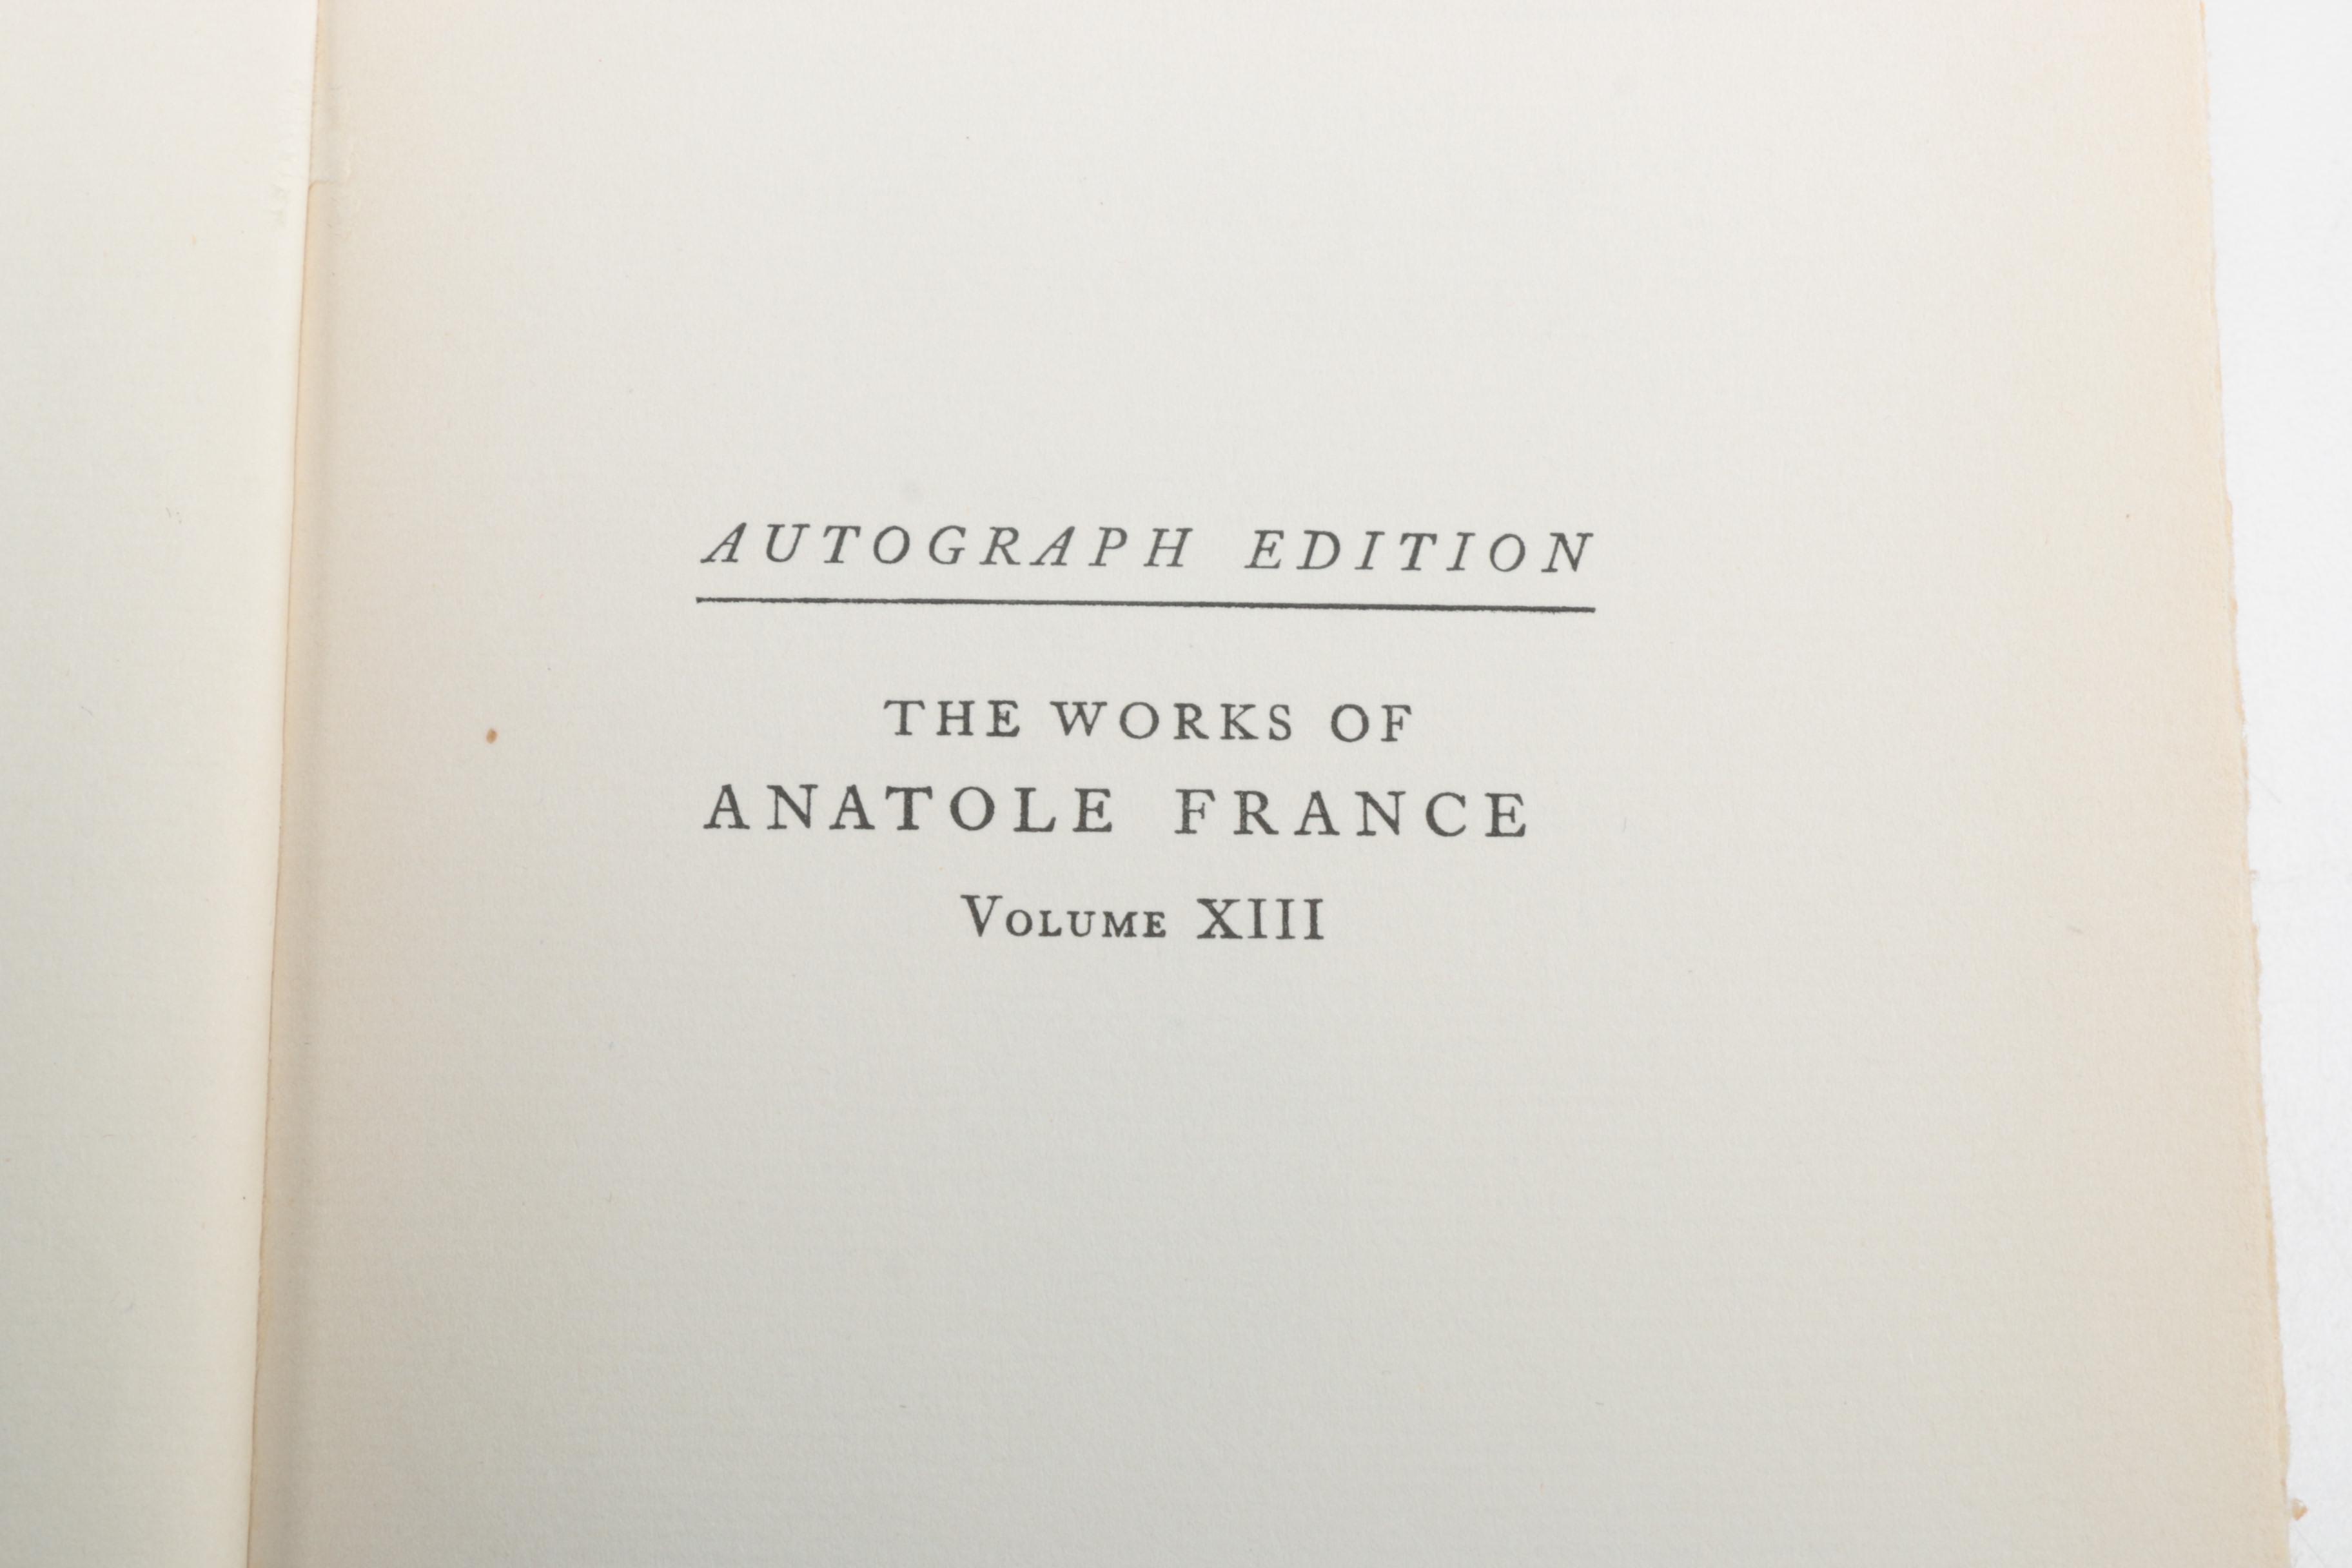 AUTOGRAPH EDITION
THE WORKS OF
ANATOLE FRANCE
VOLUME XIII